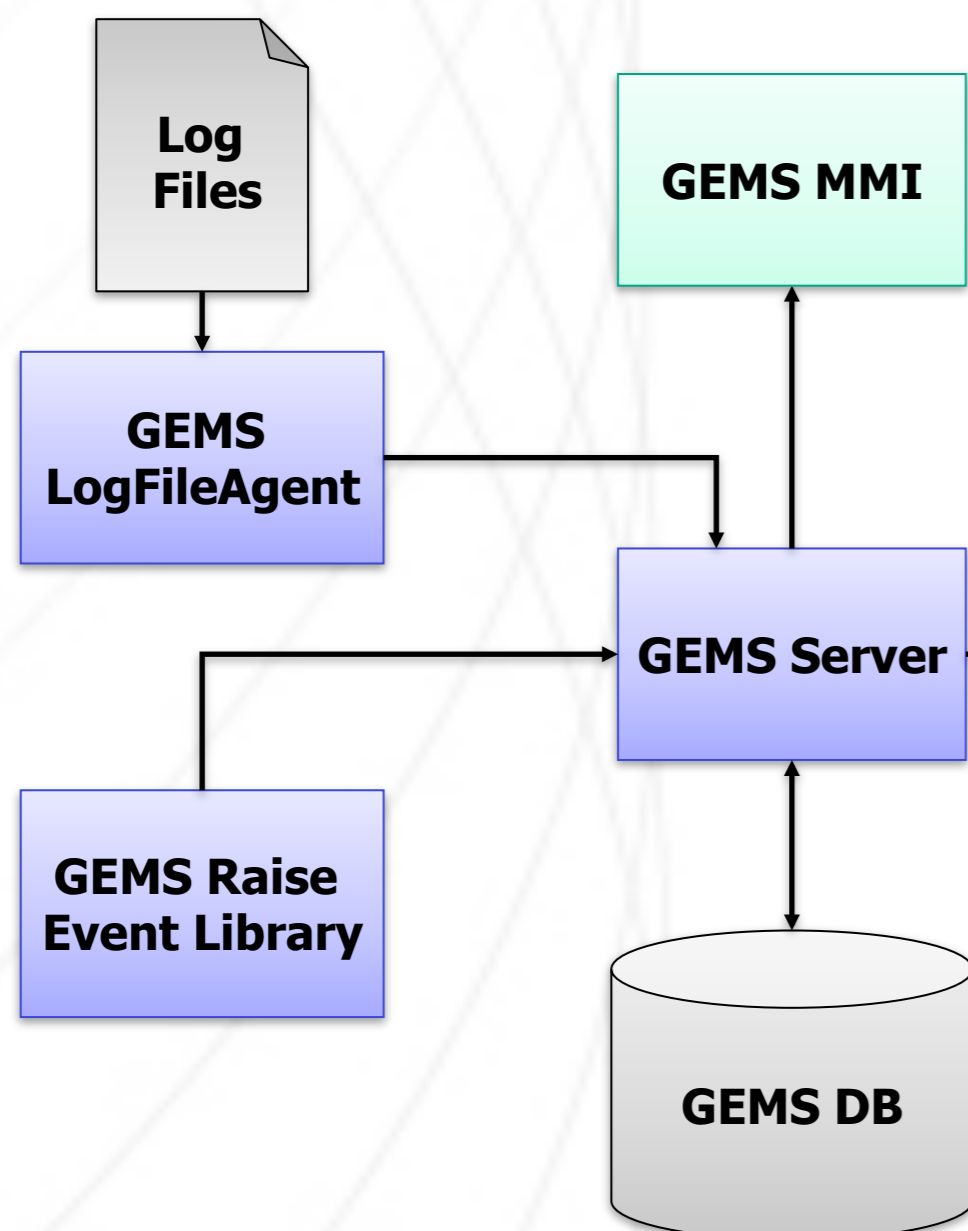 Log
Files
GEMS MMI
GEMS
LogFileAgent
GEMS Server
GEMS Raise
Event Library
GEMS DB